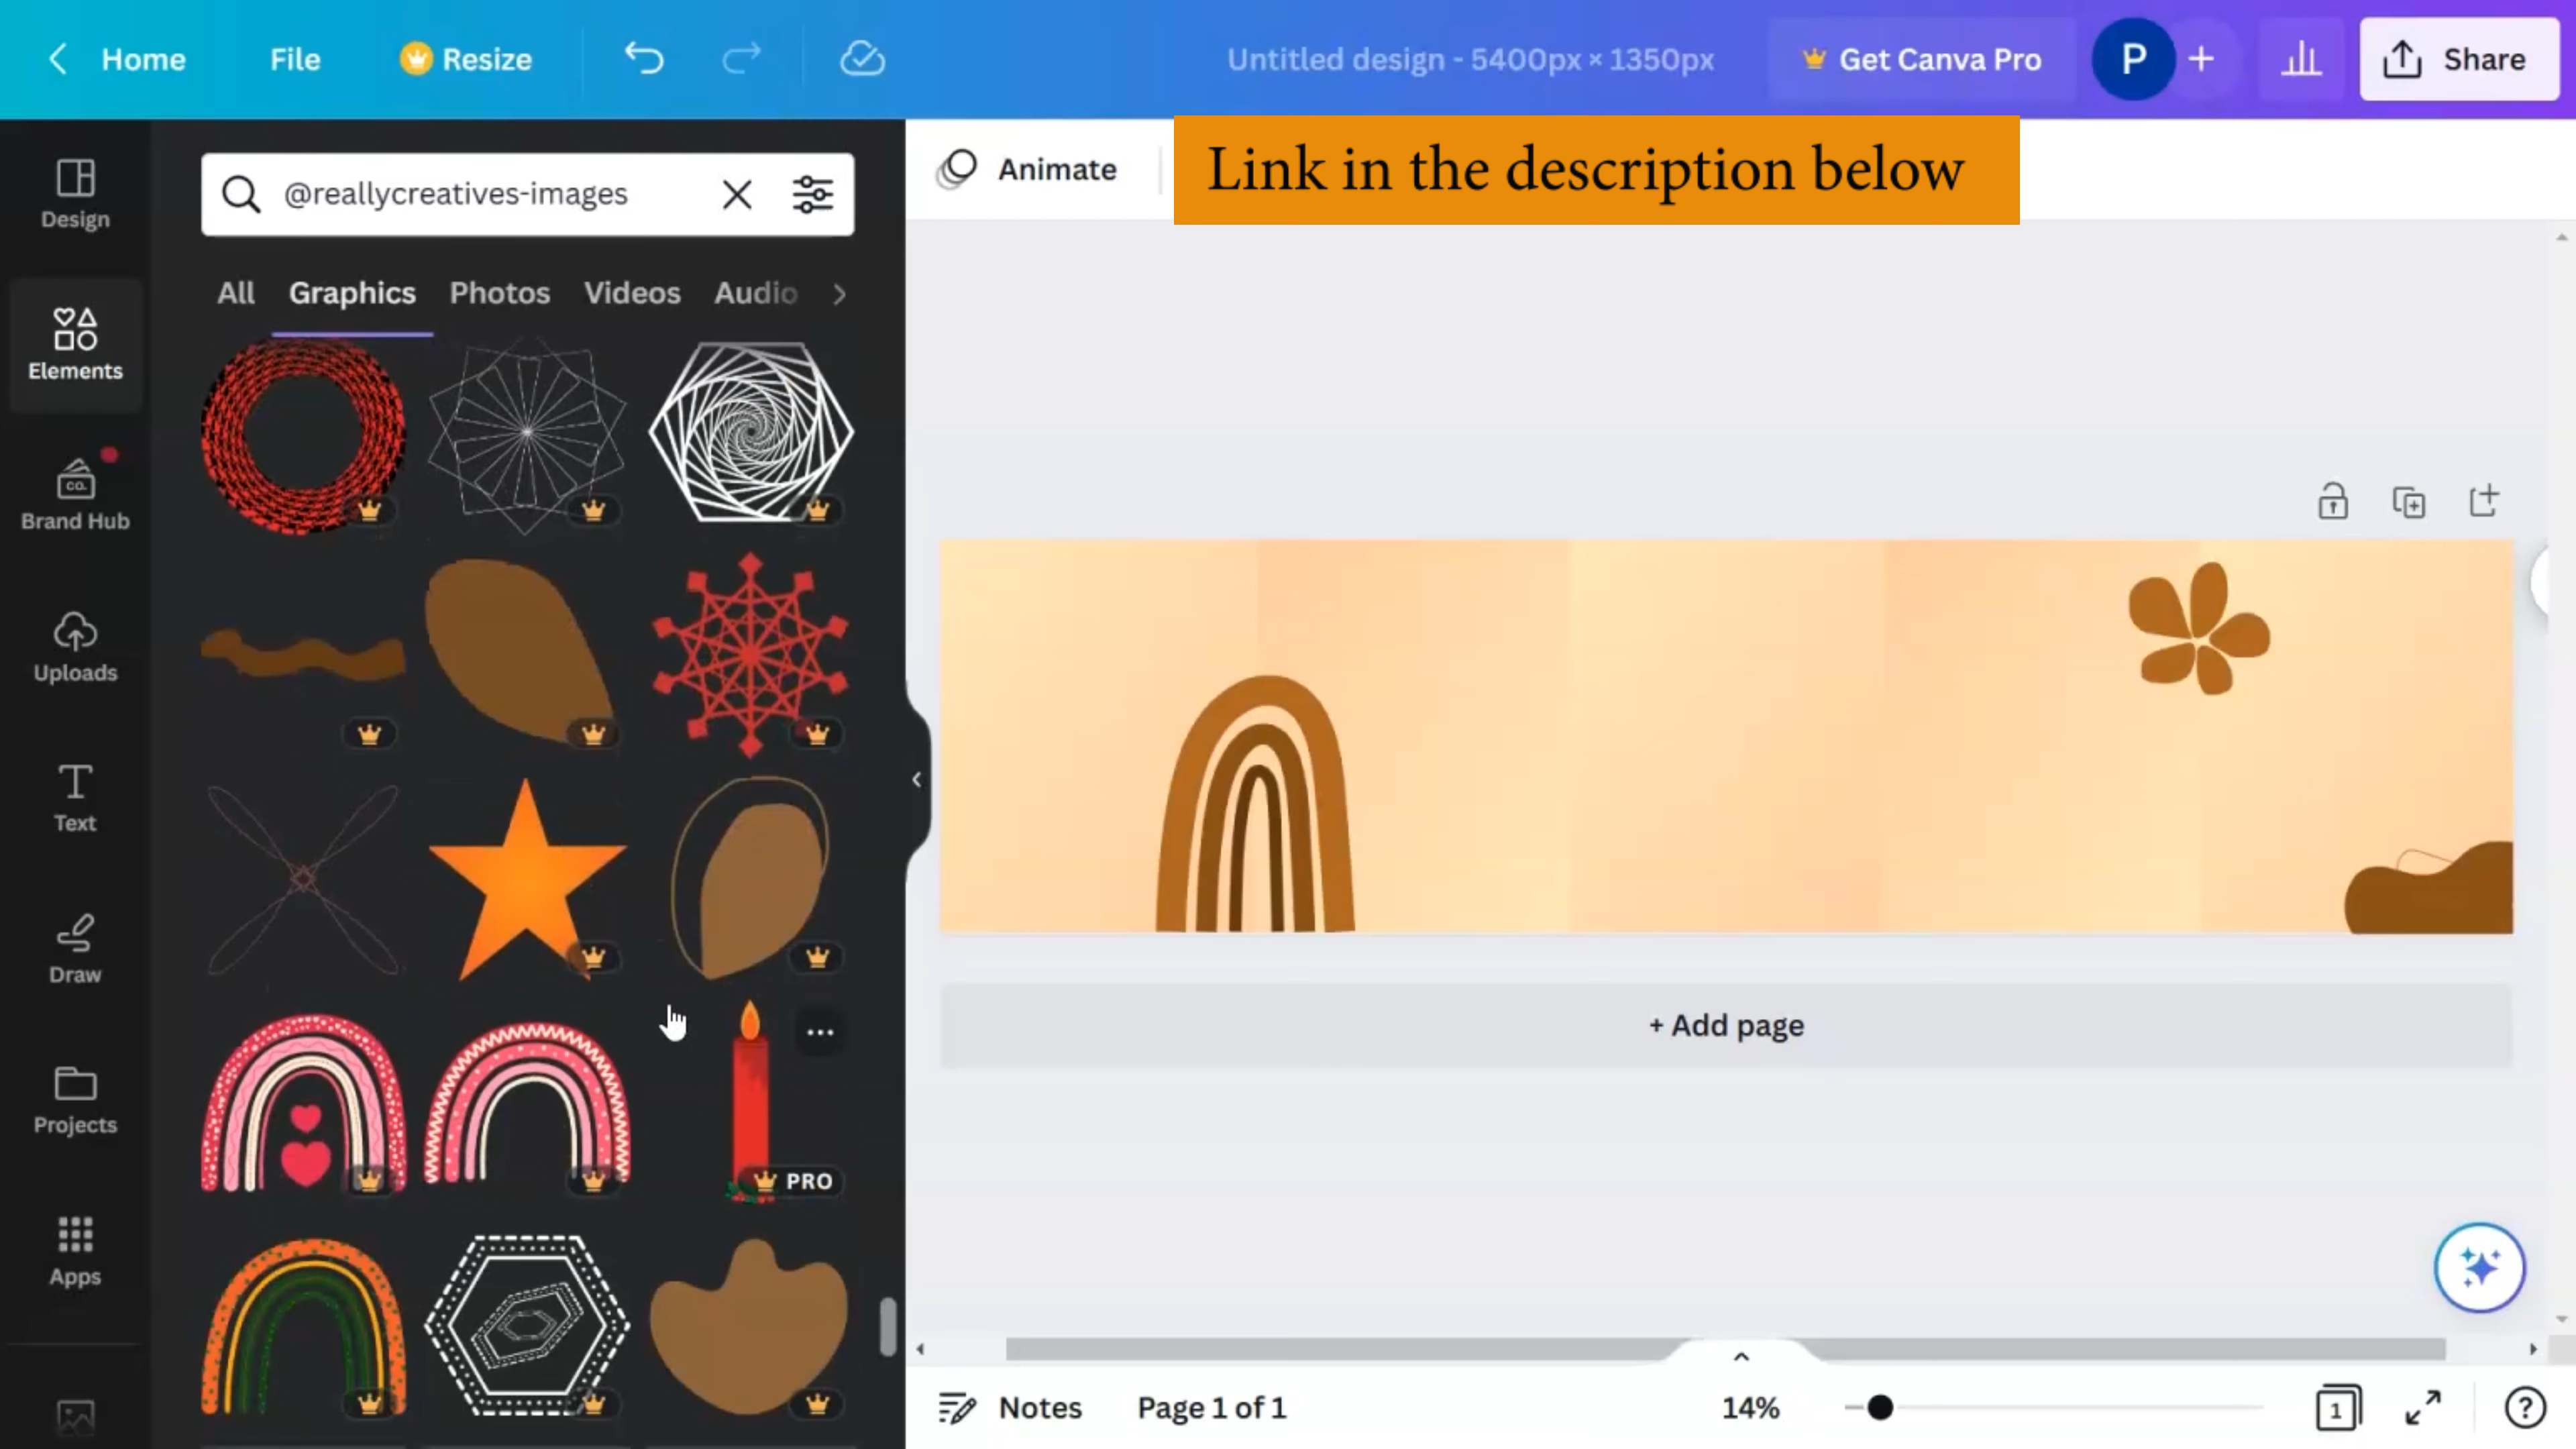 Home
File
Resize
Untitled design - 5400px × 1350px
Get Canva Pro
P
+
Share
Design
Elements
Brand Hub
CO.
Uploads
Text
Draw
Projects
Apps
@reallycreatives-images
All
Graphics
Photos
Videos
Audio
PRO
Animate
Link in the description below
+ Add page
Notes
Page 1 of 1
14%
1
?